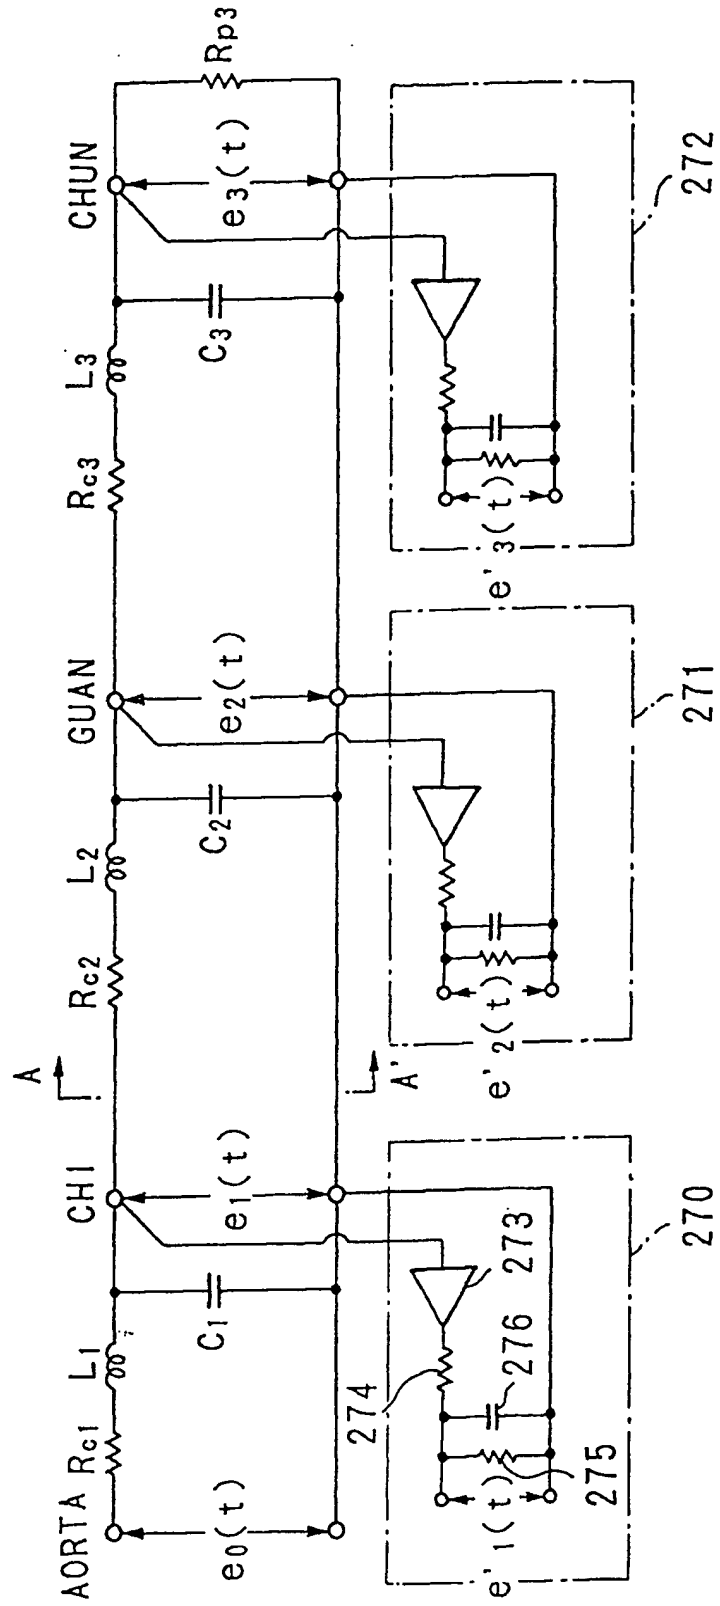 AORTA
CHI
GUAN
CHUN
Rc1
L1
C1
Rc2
L2
C2
Rc3
L3
C3
Rp3
A
A'
e0(t)
e1(t)
e2(t)
e3(t)
e'1(t)
e'2(t)
e'3(t)
274
273
276
275
270
271
272